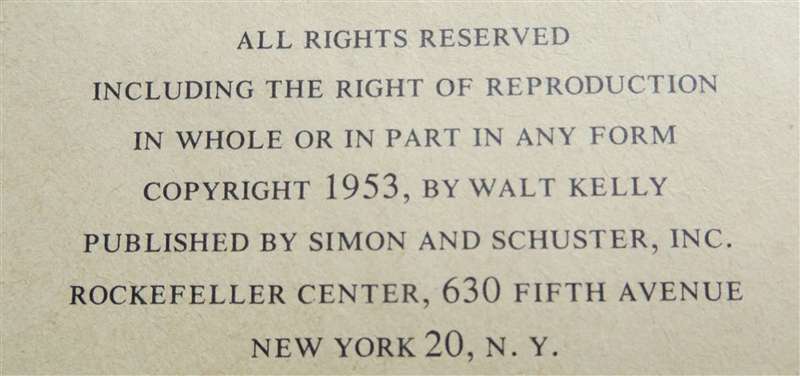 ALL RIGHTS RESERVED
INCLUDING THE RIGHT OF REPRODUCTION
IN WHOLE OR IN PART IN ANY FORM
COPYRIGHT 1953, BY WALT KELLY
PUBLISHED BY SIMON AND SCHUSTER, INC.
ROCKEFELLER CENTER, 630 FIFTH AVENUE
NEW YORK 20, N. Y.